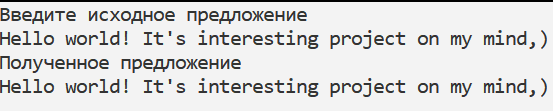 Введите исходное предложение
Hello world! It's interesting project on my mind,)
Полученное предложение
Hello world! It's interesting project on my mind,)